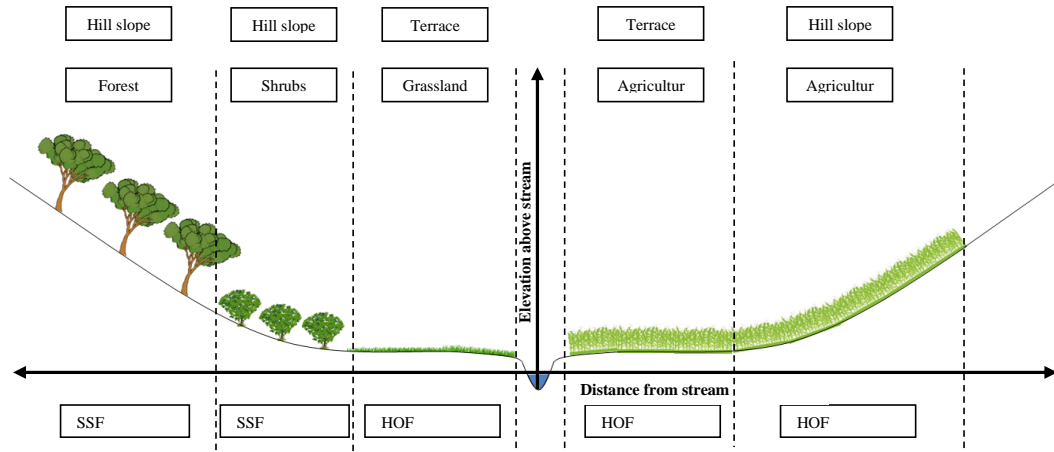 Hill slope
Hill slope
Terrace
Terrace
Hill slope
Forest
Shrubs
Grassland
Agricultur
Agricultur
Elevation above stream
Distance from stream
SSF
SSF
HOF
HOF
HOF